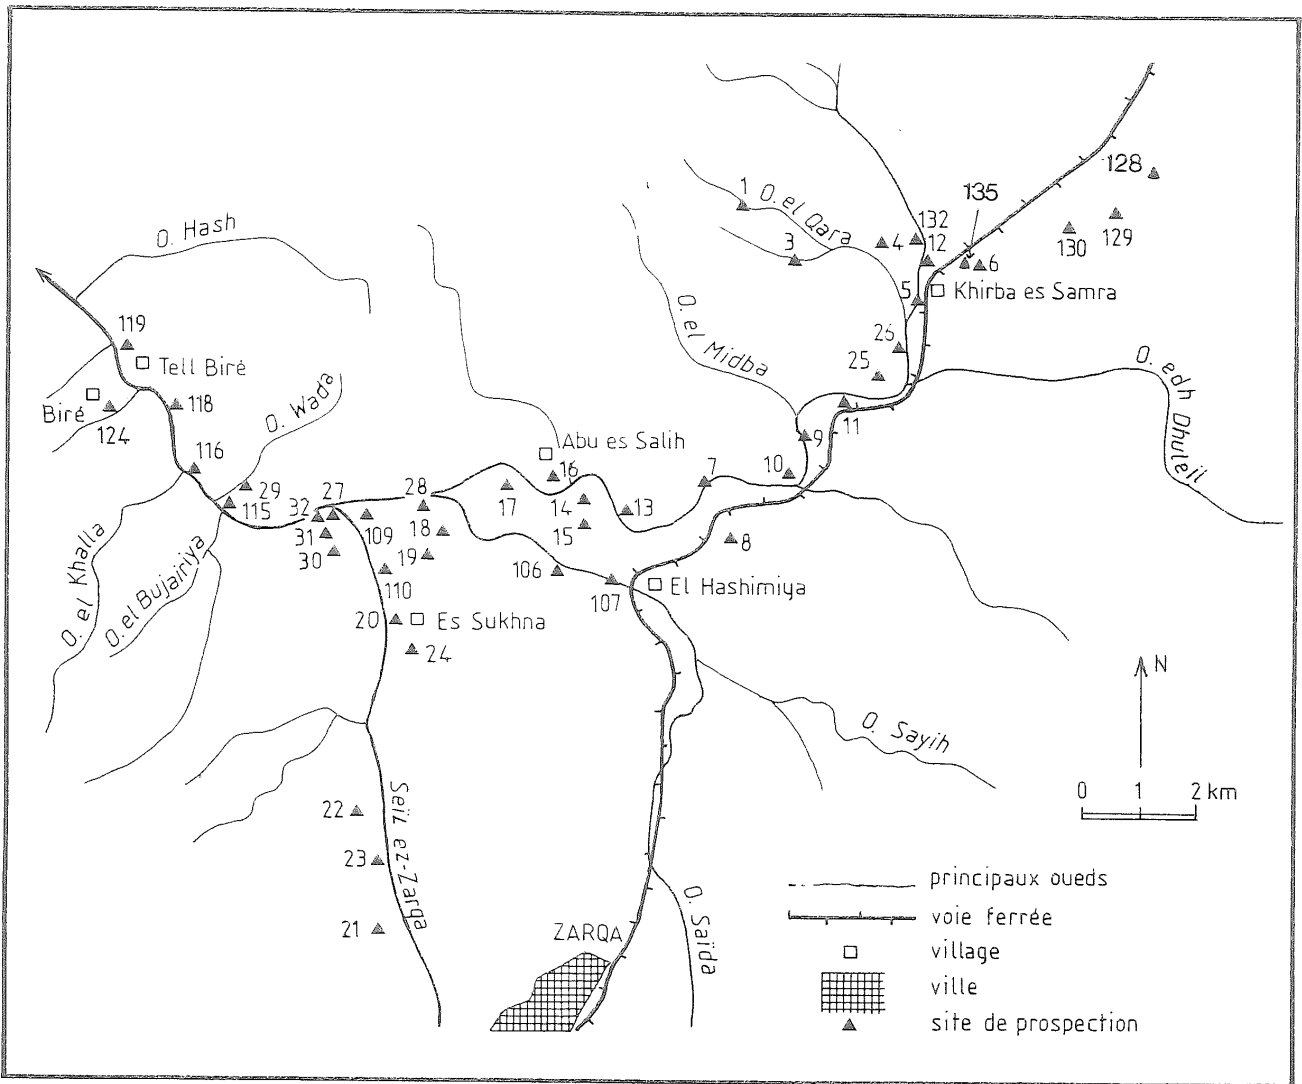 128
135
1
O. el Qara
132
O. Hash
3
4
12
130
129
6
5
Khirba es Samra
119
O. el Midba
26
Tell Biré
25
O. edh Dhuleil
Biré
118
O. Wada
11
124
9
Abu es Salih
116
16
7
10
29
28
17
14
13
115
32
27
18
15
31
109
8
30
19
106
O. el Khalla
O. el Bujairiya
110
107
El Hashimiya
20
Es Sukhna
24
N
O. Sayih
0 1 2 km
22
Seïl ez-Zarqa
23
principaux oueds
21
voie ferrée
ZARQA
O. Saïda
village
ville
site de prospection